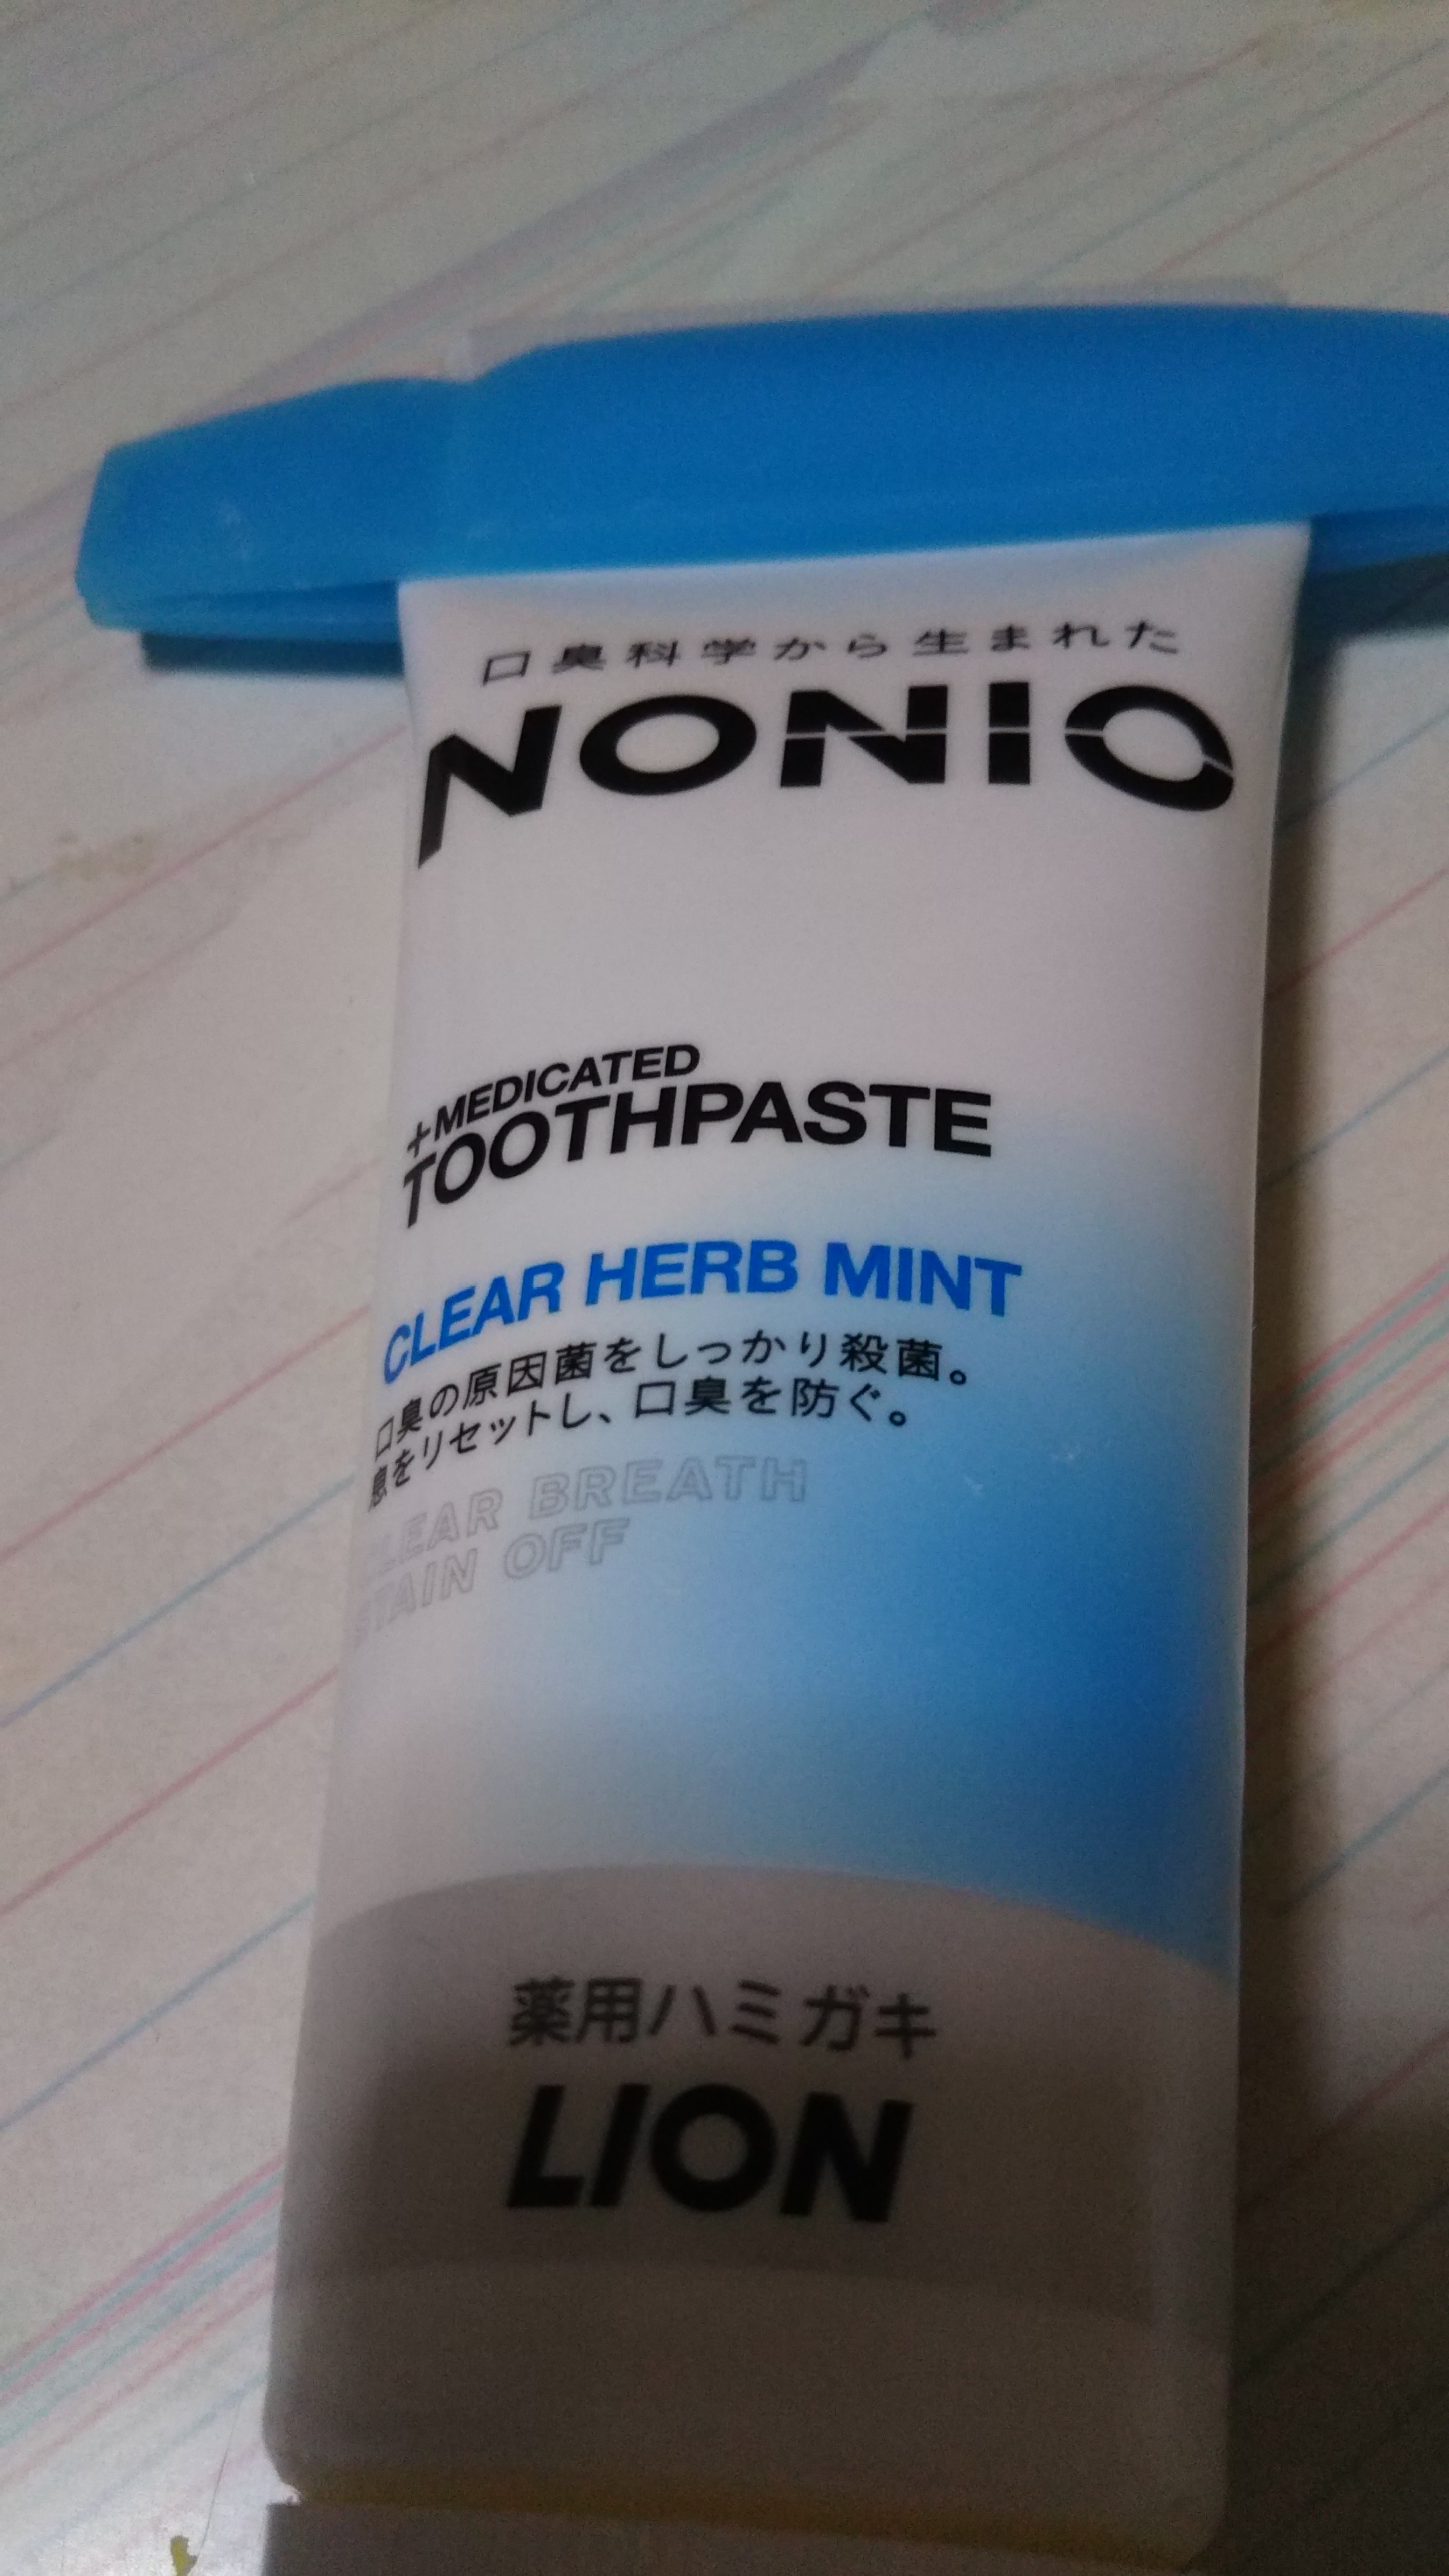 口臭科学から生まれた
NONIO
+MEDICATED
TOOTHPASTE
CLEAR HERB MINT
口臭の原因菌をしっかり殺菌。
息をリセットし、口臭を防ぐ。
CLEAR BREATH
STAIN OFF
薬用ハミガキ
LION